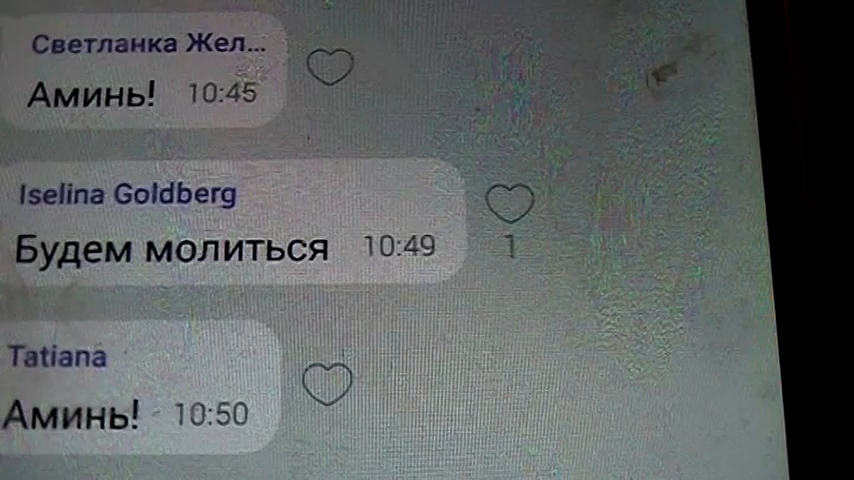 Светланка Жел...
Аминь! 10:45
Iselina Goldberg
Будем молиться 10:49
1
Tatiana
Аминь! 10:50